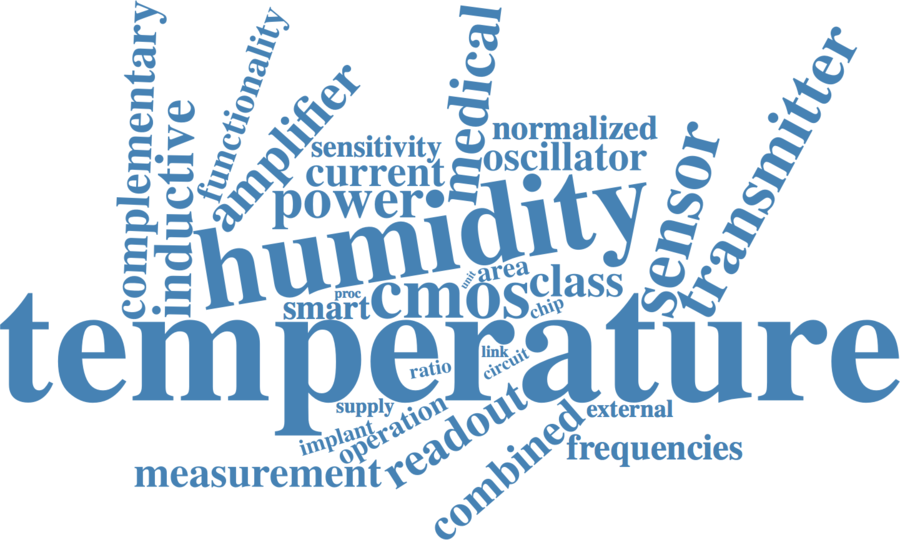 complementary
inductive
functionality
amplifier
medical
transmitter
sensor
normalized
sensitivity
oscillator
current
power
humidity
unit
area
class
proc
smart
cmos
chip
temperature
link
circuit
ratio
supply
external
implant
operation
readout
combined
frequencies
measurement